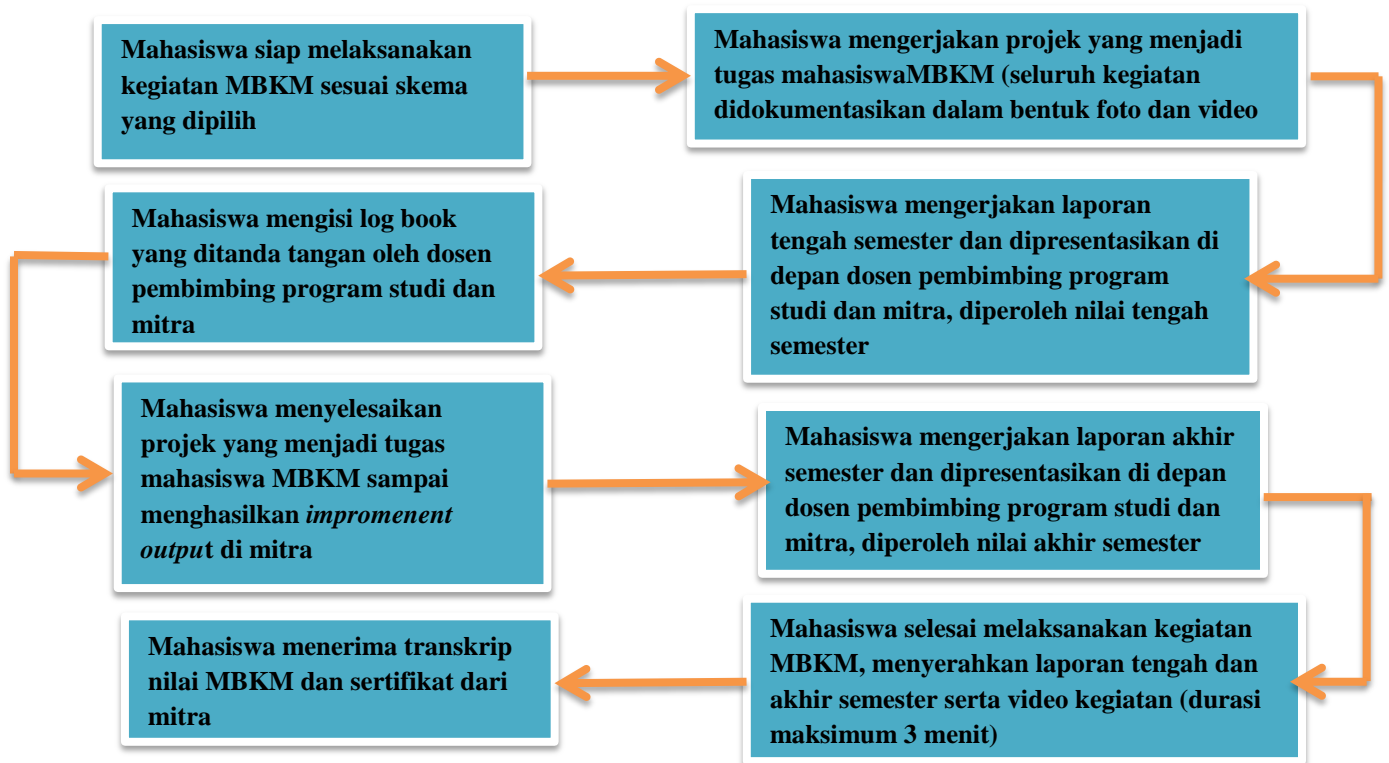 Mahasiswa siap melaksanakan
kegiatan MBKM sesuai skema
yang dipilih
Mahasiswa mengerjakan projek yang menjadi
tugas mahasiswaMBKM (seluruh kegiatan
didokumentasikan dalam bentuk foto dan video
Mahasiswa mengerjakan laporan
tengah semester dan dipresentasikan di
depan dosen pembimbing program
studi dan mitra, diperoleh nilai tengah
semester
Mahasiswa mengisi log book
yang ditanda tangan oleh dosen
pembimbing program studi dan
mitra
Mahasiswa menyelesaikan
projek yang menjadi tugas
mahasiswa MBKM sampai
menghasilkan impromenent
output di mitra
Mahasiswa mengerjakan laporan akhir
semester dan dipresentasikan di depan
dosen pembimbing program studi dan
mitra, diperoleh nilai akhir semester
Mahasiswa selesai melaksanakan kegiatan
MBKM, menyerahkan laporan tengah dan
akhir semester serta video kegiatan (durasi
maksimum 3 menit)
Mahasiswa menerima transkrip
nilai MBKM dan sertifikat dari
mitra